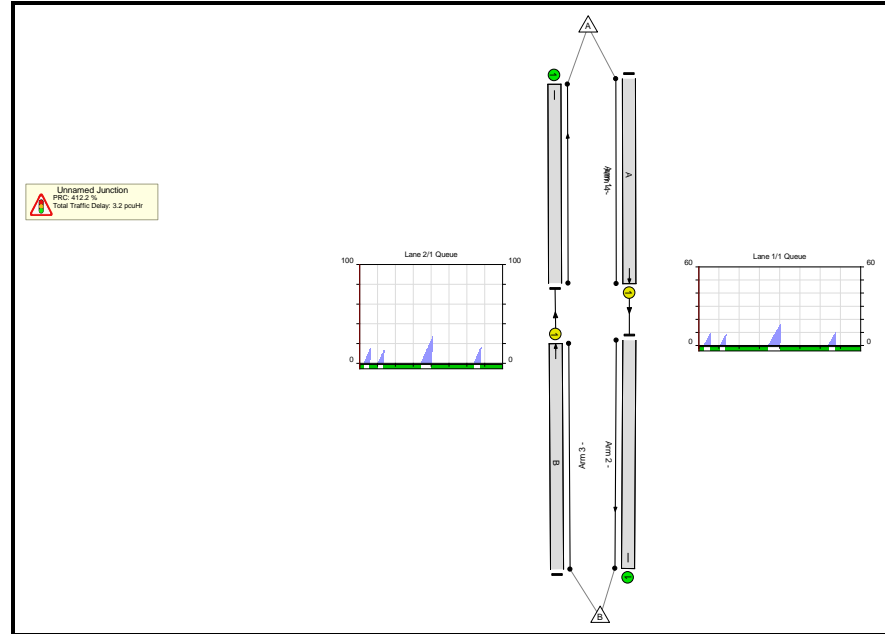 A
Unnamed Junction
PRC: 412.2 %
Total Traffic Delay: 3.2 pcuHr
A
Lane 2/1 Queue
100
100
0
0
Lane 1/1 Queue
60
60
0
0
B
Arm 3 -
Arm 2 -
B